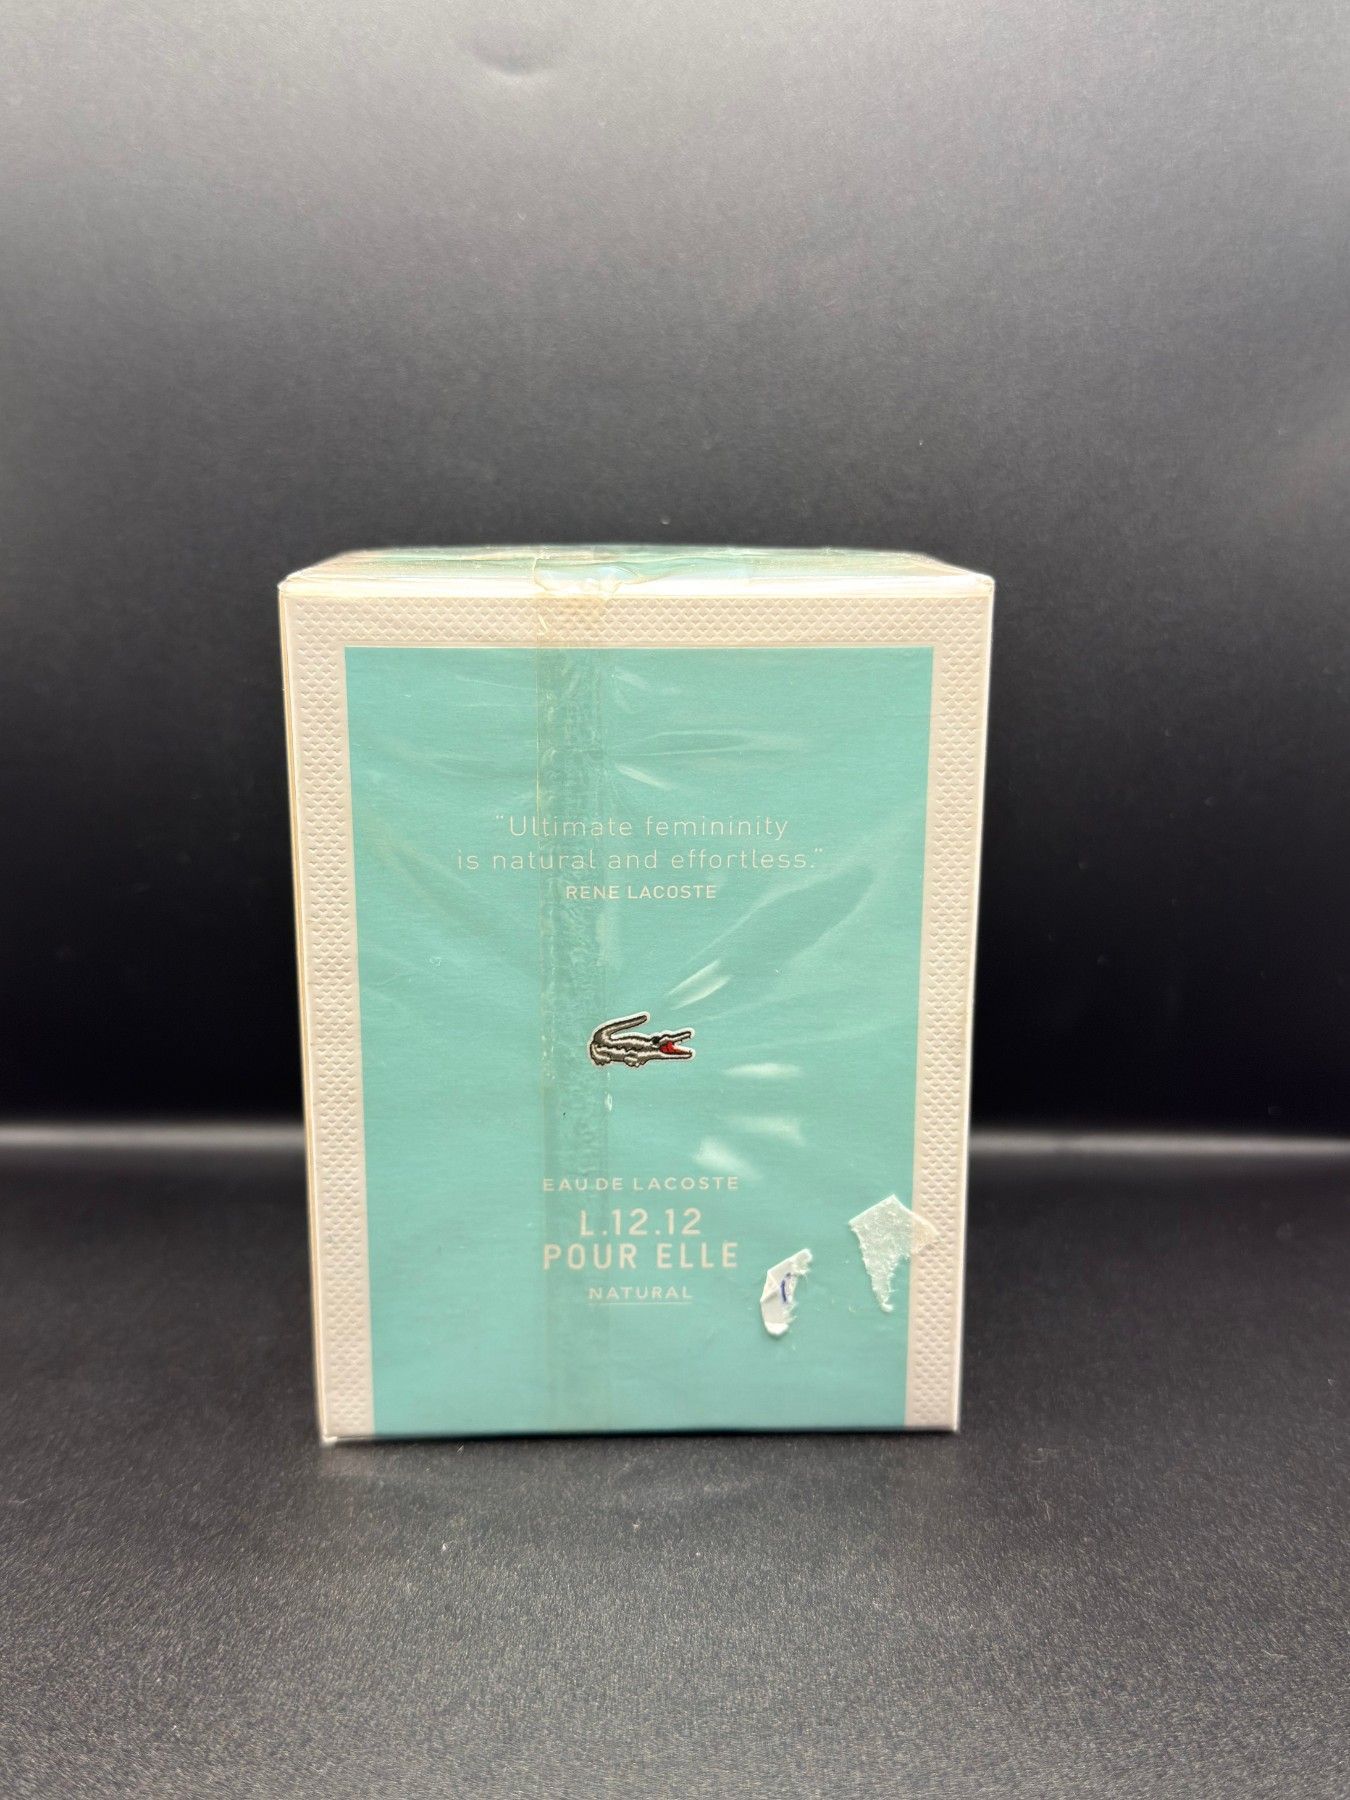 “Ultimate femininity
is natural and effortless.”
RENE LACOSTE
EAU DE LACOSTE
L.12.12
POUR ELLE
NATURAL